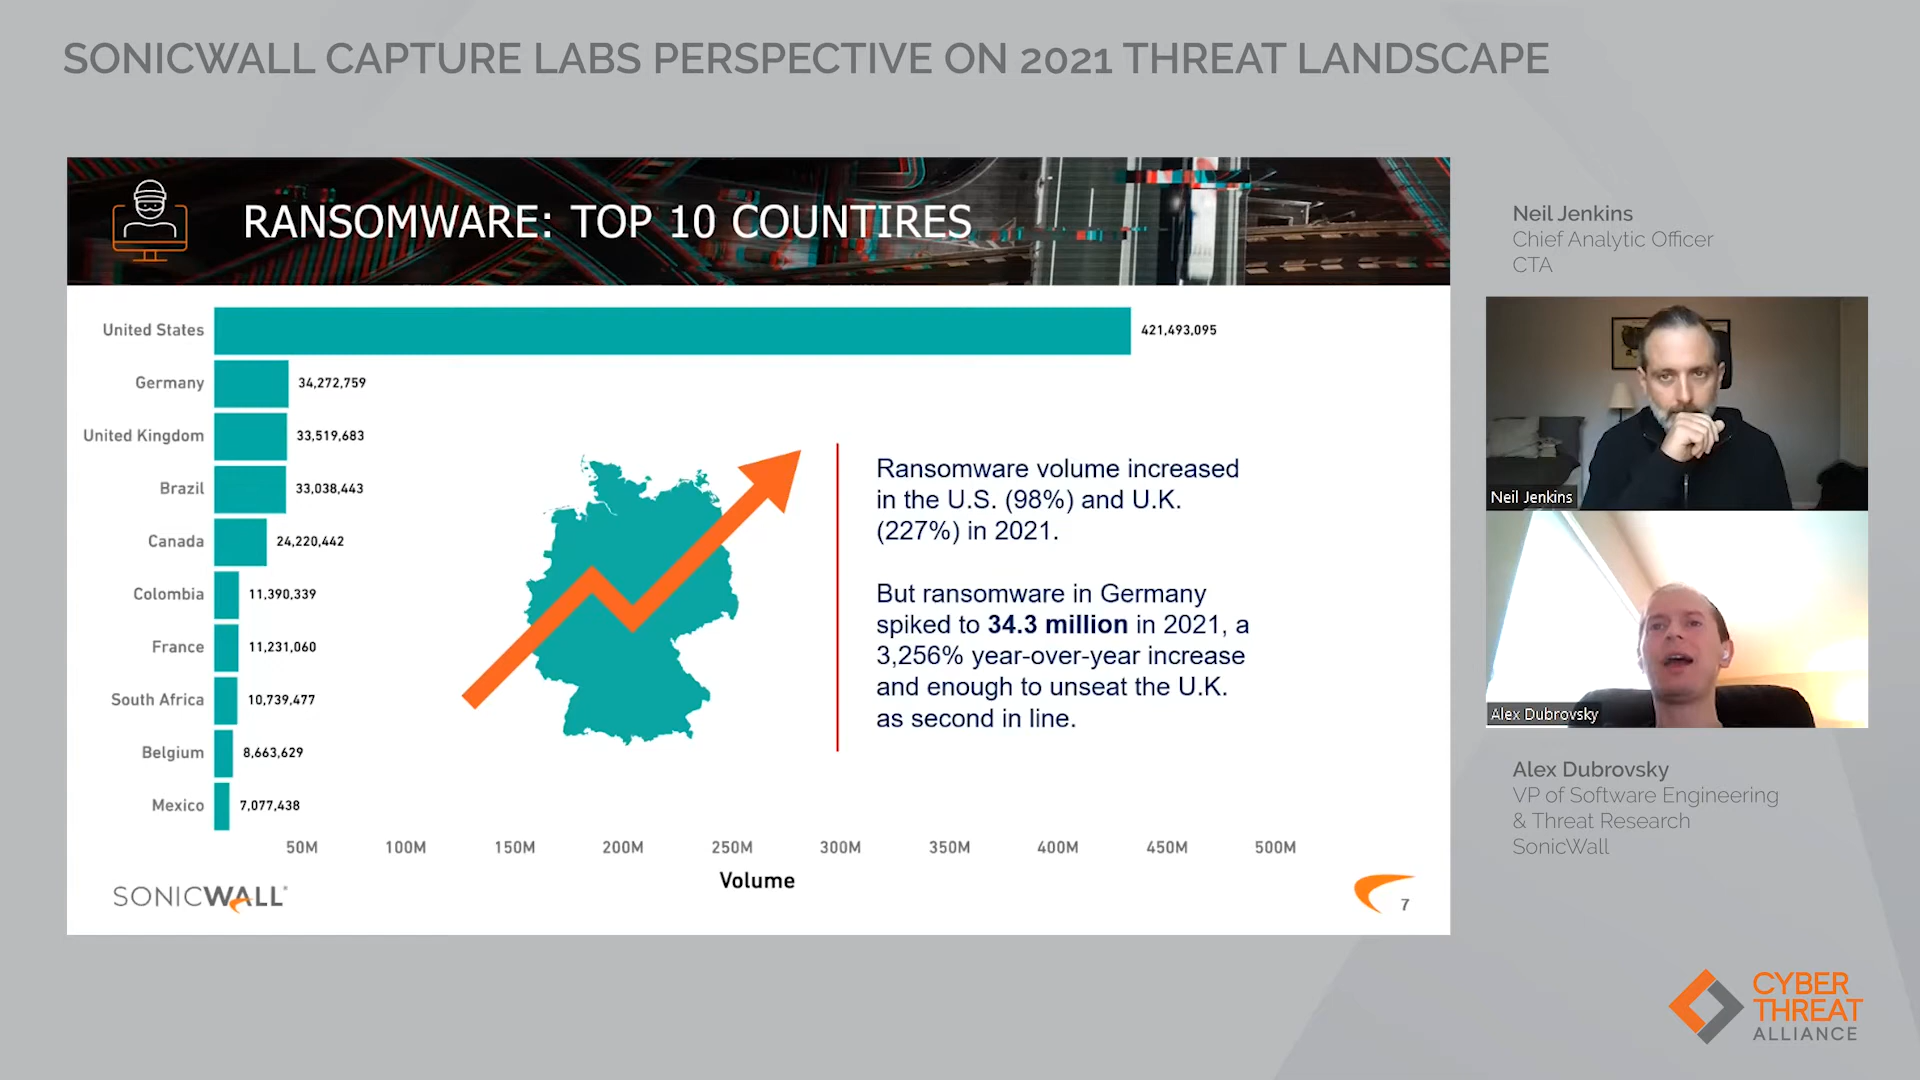 SONICWALL CAPTURE LABS PERSPECTIVE ON 2021 THREAT LANDSCAPE
RANSOMWARE: TOP 10 COUNTIRES
United States 421,493,095
Germany 34,272,759
United Kingdom 33,519,683
Brazil 33,038,443
Canada 24,220,442
Colombia 11,390,339
France 11,231,060
South Africa 10,739,477
Belgium 8,663,629
Mexico 7,077,438
50M 100M 150M 200M 250M 300M 350M 400M 450M 500M
Volume
Ransomware volume increased
in the U.S. (98%) and U.K.
(227%) in 2021.
But ransomware in Germany
spiked to 34.3 million in 2021, a
3,256% year-over-year increase
and enough to unseat the U.K.
as second in line.
SONICWALL®
7
Neil Jenkins
Chief Analytic Officer
CTA
Neil Jenkins
Alex Dubrovsky
Alex Dubrovsky
VP of Software Engineering
& Threat Research
SonicWall
CYBER
THREAT
ALLIANCE